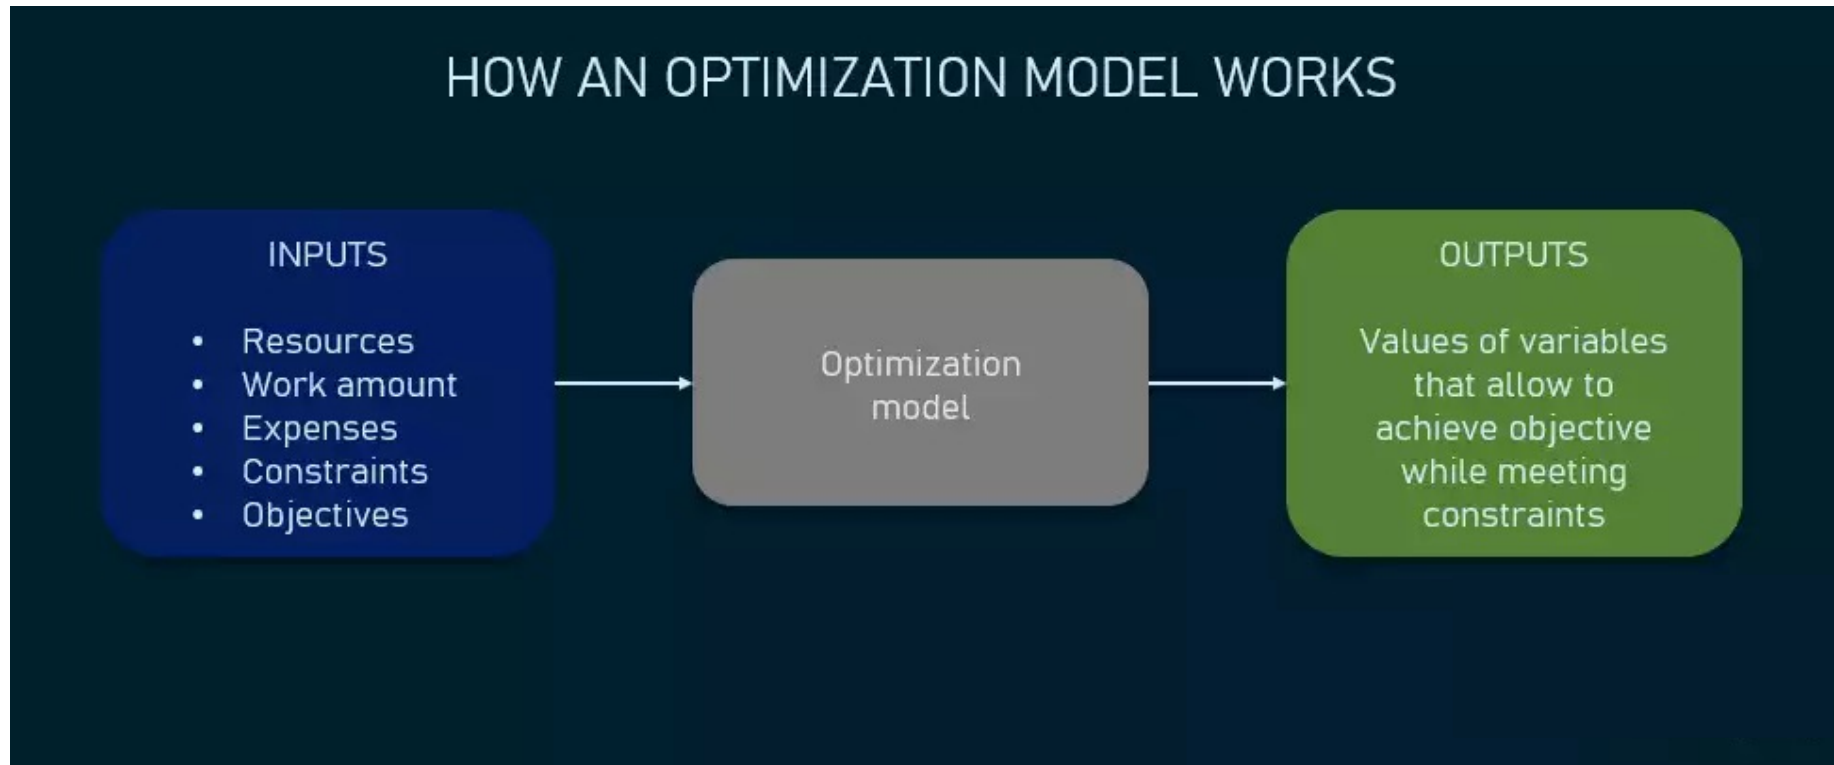 HOW AN OPTIMIZATION MODEL WORKS
INPUTS
• Resources
• Work amount
• Expenses
• Constraints
• Objectives
Optimization
model
OUTPUTS
Values of variables
that allow to
achieve objective
while meeting
constraints